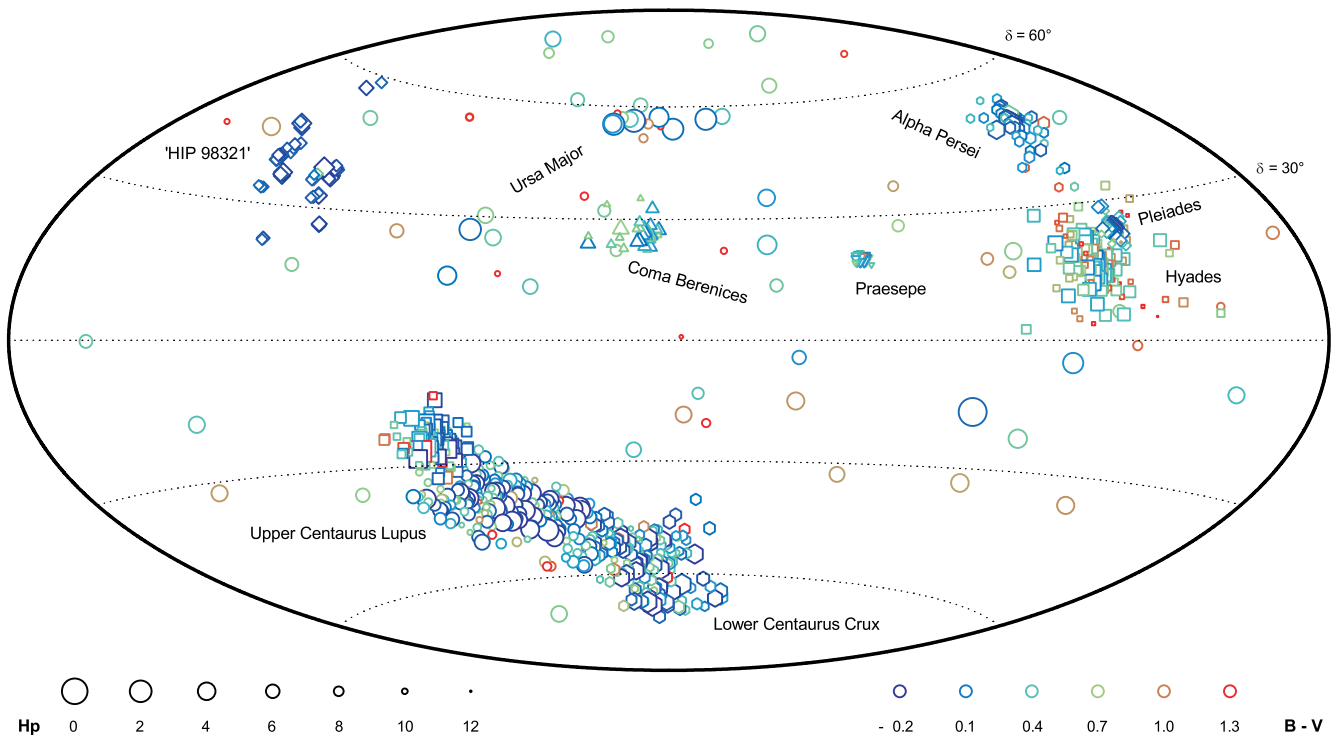 δ = 60°
Alpha Persei
'HIP 98321'
Ursa Major
δ = 30°
Pleiades
Coma Berenices
Praesepe
Hyades
Upper Centaurus Lupus
Lower Centaurus Crux
Hp 0 2 4 6 8 10 12
- 0.2 0.1 0.4 0.7 1.0 1.3 B - V